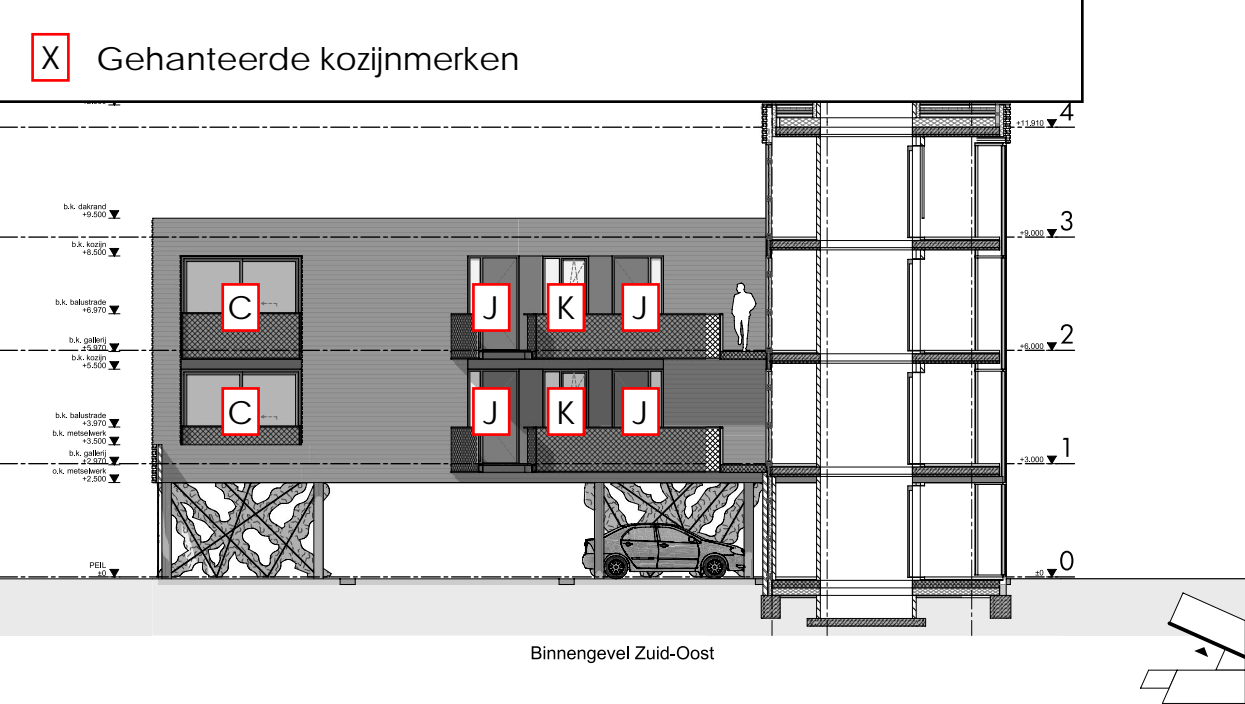 X Gehanteerde kozijnmerken
4
+11.910
b.k. dakrand
+9.500
3
+9.000
b.k. kozijn
+8.500
C J K J
b.k. balustrade
+6.970
2
+6.000
b.k. gallerij
+5.970
b.k. kozijn
+5.500
C J K J
b.k. balustrade
+3.970
b.k. metselwerk
+3.500
1
+3.000
b.k. gallerij
+2.970
o.k. metselwerk
+2.500
PEIL
±0
0
±0
Binnengevel Zuid-Oost